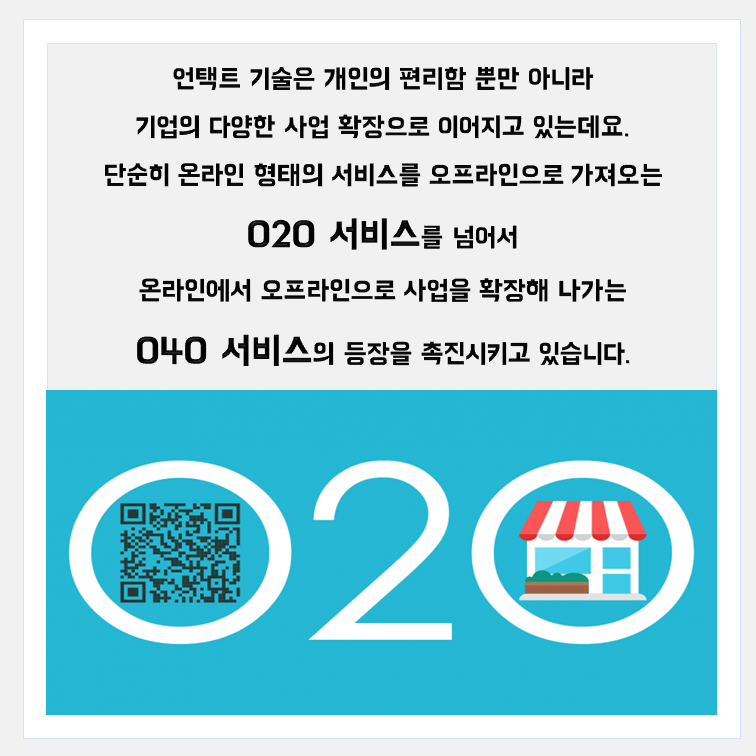 언택트 기술은 개인의 편리함 뿐만 아니라
기업의 다양한 사업 확장으로 이어지고 있는데요.
단순히 온라인 형태의 서비스를 오프라인으로 가져오는
O2O 서비스를 넘어서
온라인에서 오프라인으로 사업을 확장해 나가는
O4O 서비스의 등장을 촉진시키고 있습니다.
O2O